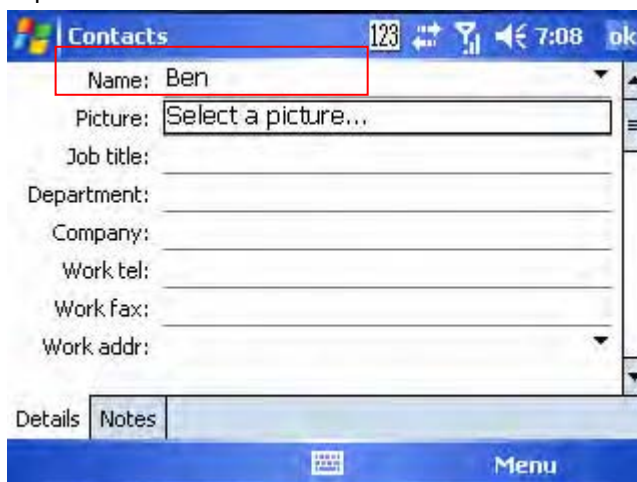 Contacts 123 7:08 ok
Name: Ben
Picture: Select a picture...
Job title:
Department:
Company:
Work tel:
Work fax:
Work addr:
Details Notes
Menu